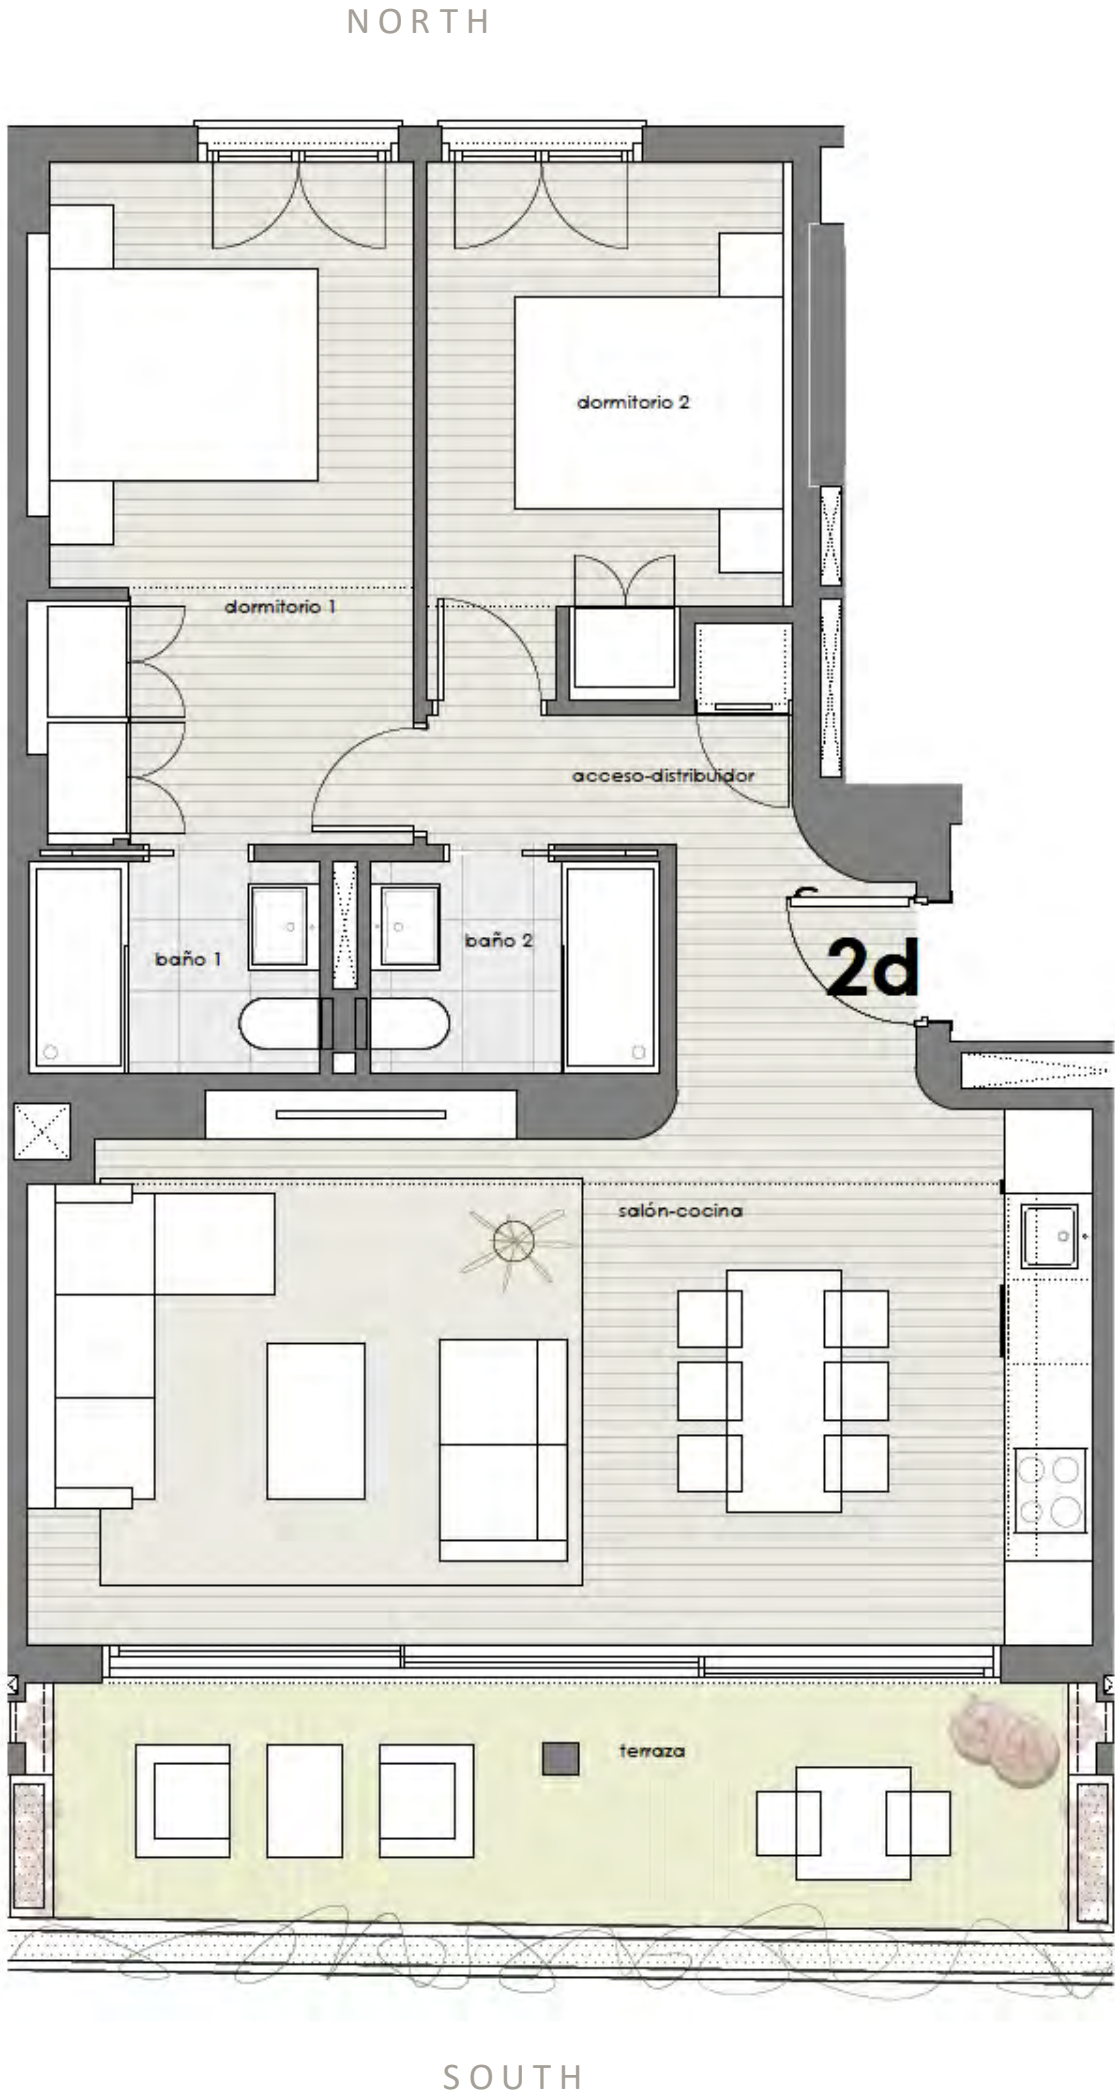 NORTH
dormitorio 2
dormitorio 1
acceso-distribuidor
2d
baño 2
baño 1
salón-cocina
terraza
SOUTH